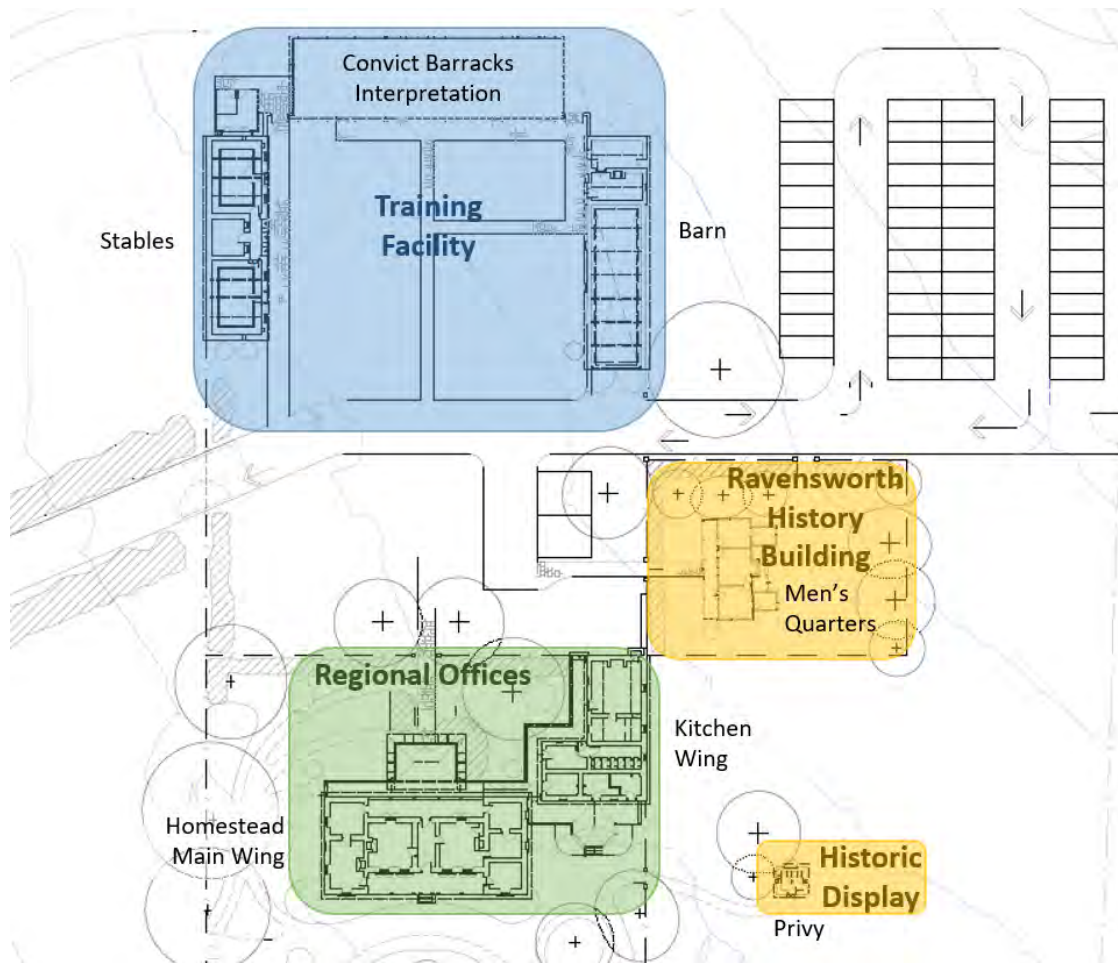 Convict Barracks
Interpretation
Training
Facility
Stables
Barn
Ravensworth
History
Building
Men's
Quarters
Regional Offices
Kitchen
Wing
Homestead
Main Wing
Historic
Display
Privy